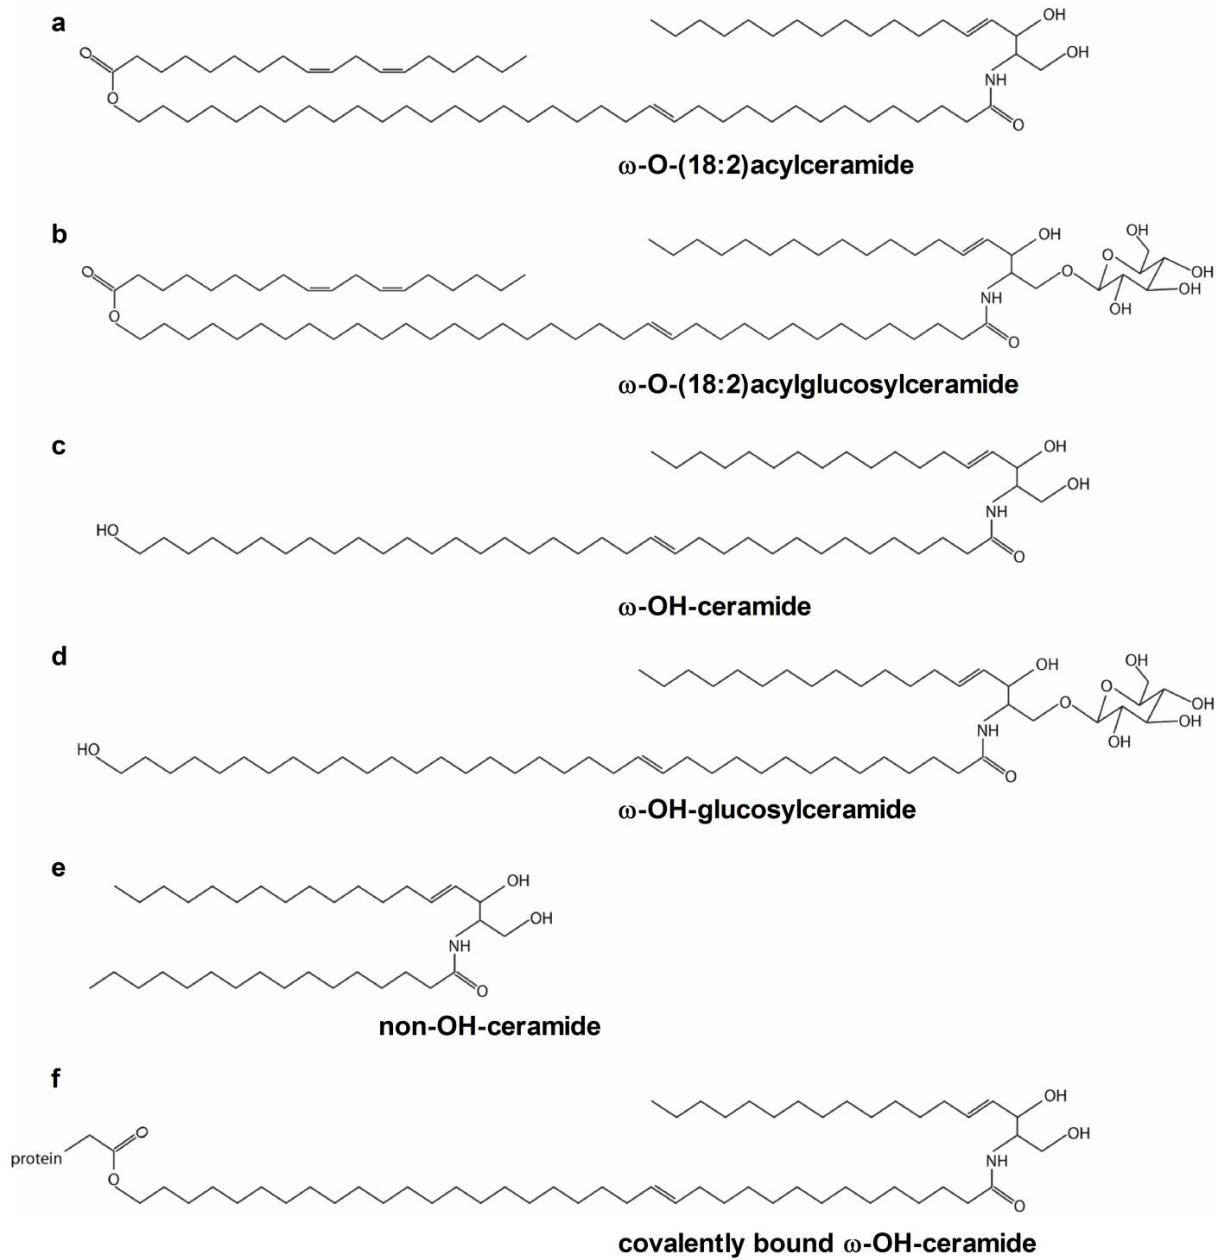 a
OH
O
OH
NH
O
O
ω-O-(18:2)acylceramide
b
OH
OH
O
O
O
OH
NH
OH
OH
O
O
ω-O-(18:2)acylglucosylceramide
c
OH
OH
NH
HO
O
ω-OH-ceramide
d
OH
OH
O
O
OH
NH
OH
OH
HO
O
ω-OH-glucosylceramide
e
OH
OH
NH
O
non-OH-ceramide
f
OH
O
OH
protein
NH
O
O
covalently bound ω-OH-ceramide